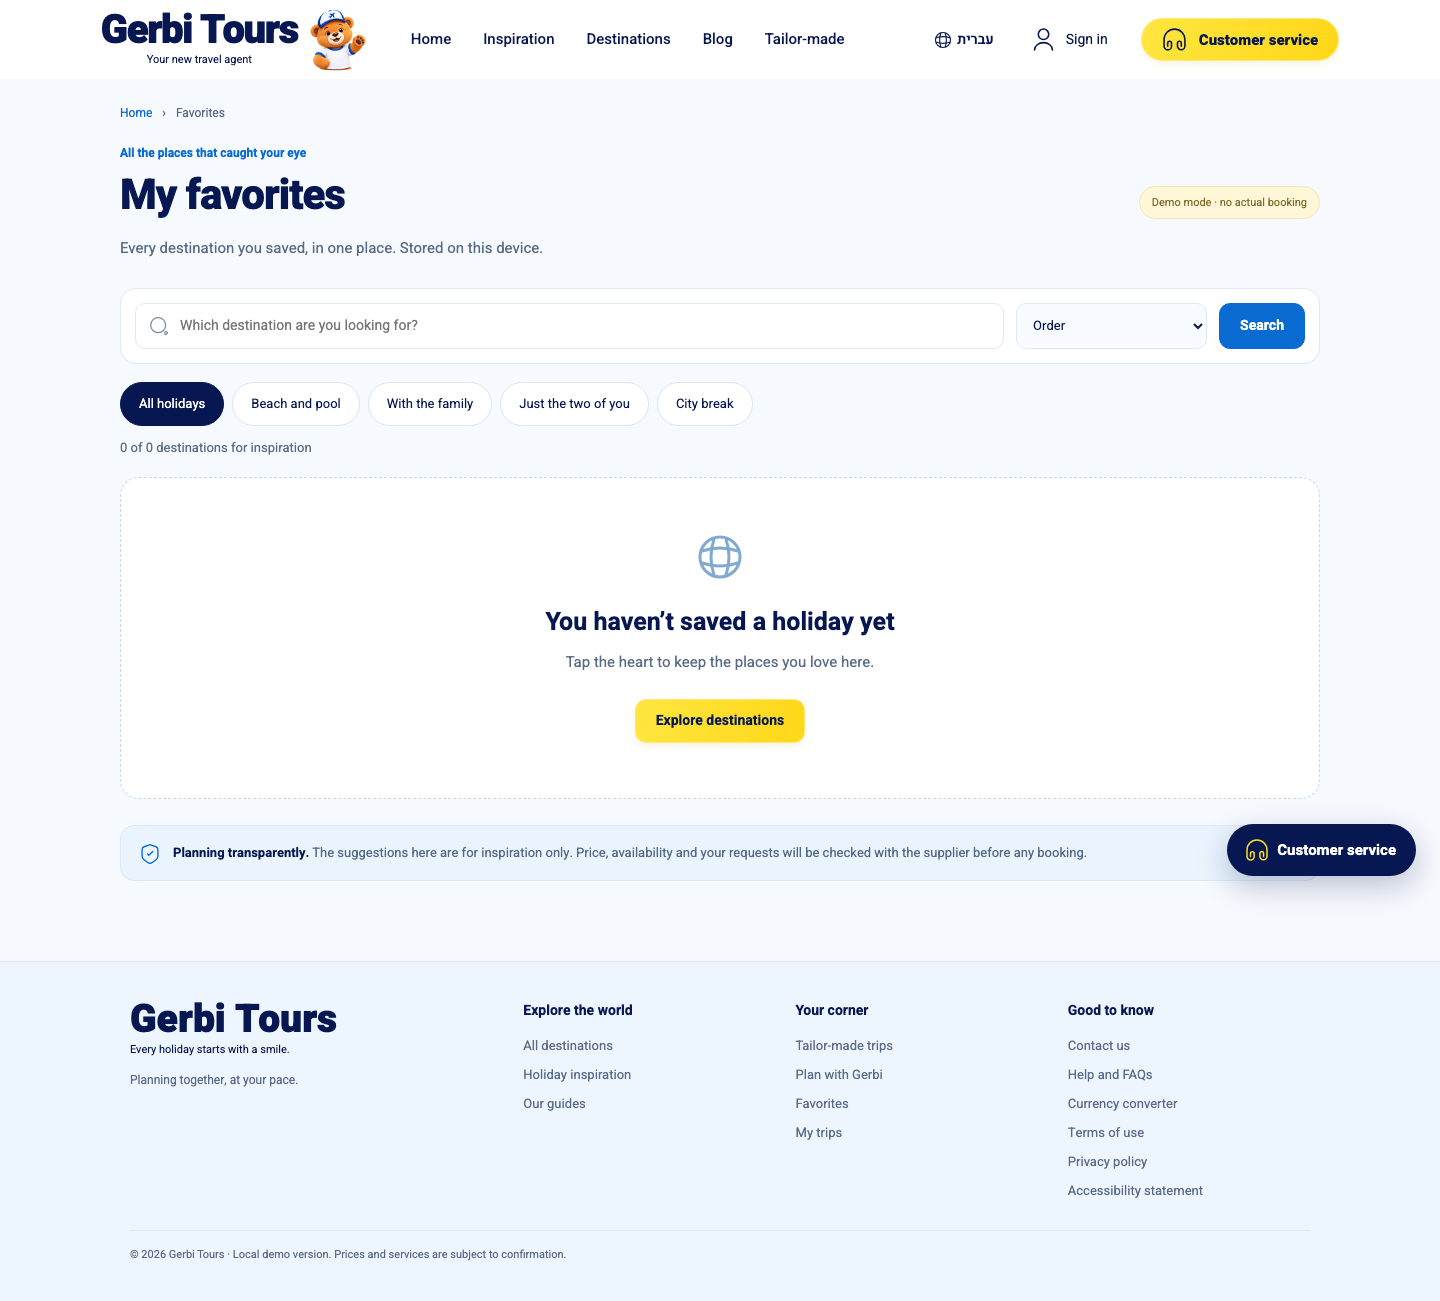 Gerbi Tours
Your new travel agent
Home
Inspiration
Destinations
Blog
Tailor-made
עברית
Sign in
Customer service
Home › Favorites
All the places that caught your eye
My favorites
Demo mode · no actual booking
Every destination you saved, in one place. Stored on this device.
Which destination are you looking for?
Order
Search
All holidays
Beach and pool
With the family
Just the two of you
City break
0 of 0 destinations for inspiration
You haven’t saved a holiday yet
Tap the heart to keep the places you love here.
Explore destinations
Planning transparently. The suggestions here are for inspiration only. Price, availability and your requests will be checked with the supplier before any booking.
Customer service
Gerbi Tours
Every holiday starts with a smile.
Planning together, at your pace.
Explore the world
All destinations
Holiday inspiration
Our guides
Your corner
Tailor-made trips
Plan with Gerbi
Favorites
My trips
Good to know
Contact us
Help and FAQs
Currency converter
Terms of use
Privacy policy
Accessibility statement
© 2026 Gerbi Tours · Local demo version. Prices and services are subject to confirmation.